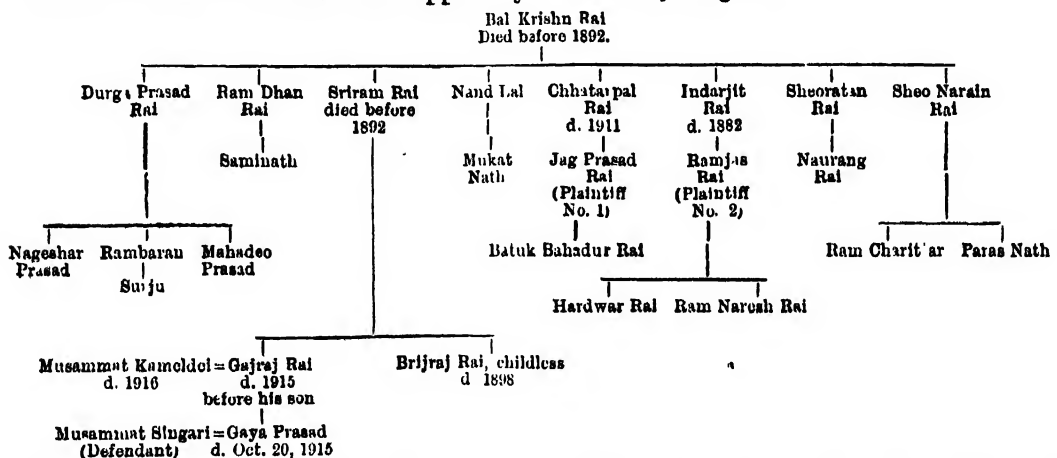 Bal Krishn Rai
Died before 1892.
Durga Prasad Rai
Ram Dhan Rai
Sriram Rai died before 1892
Nand Lal
Chhatarpal Rai d. 1911
Indarjit Rai d. 1882
Sheoratan Rai
Sheo Narain Rai
Saminath
Mukat Nath
Jag Prasad Rai (Plaintiff No. 1)
Ramjas Rai (Plaintiff No. 2)
Naurang Rai
Nageshar Prasad
Rambaran
Mahadeo Prasad
Batuk Bahadur Rai
Ram Charittar
Paras Nath
Surju
Hardwar Rai
Ram Naresh Rai
Musammat Kameldei = Gajraj Rai
d. 1916
d. 1915
before his son
Brijraj Rai, childless
d 1898
Musammat Singari = Gaya Prasad
(Defendant)
d. Oct. 20, 1915